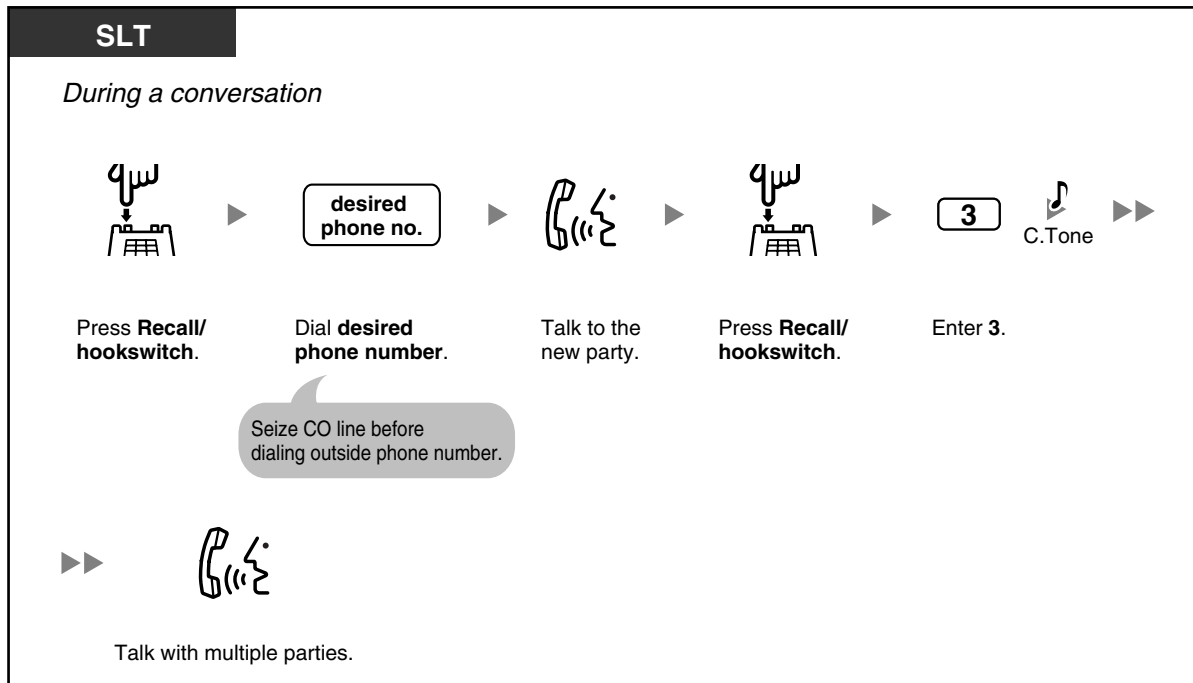 SLT
During a conversation
desired
phone no.
3
C.Tone
Press Recall/
hookswitch.
Dial desired
phone number.
Talk to the
new party.
Press Recall/
hookswitch.
Enter 3.
Seize CO line before
dialing outside phone number.
Talk with multiple parties.